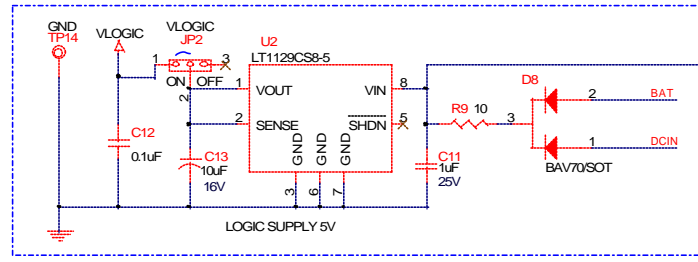 GND
TP14
VLOGIC
VLOGIC
JP2
1
3
ON OFF
2
U2
LT1129CS8-5
1
VOUT
VIN
8
2
SENSE
SHDN
5
GND
GND
GND
3
6
7
C12
0.1uF
C13
10uF
16V
C11
1uF
25V
R9 10
3
D8
2
BAT
1
DCIN
BAV70/SOT
LOGIC SUPPLY 5V